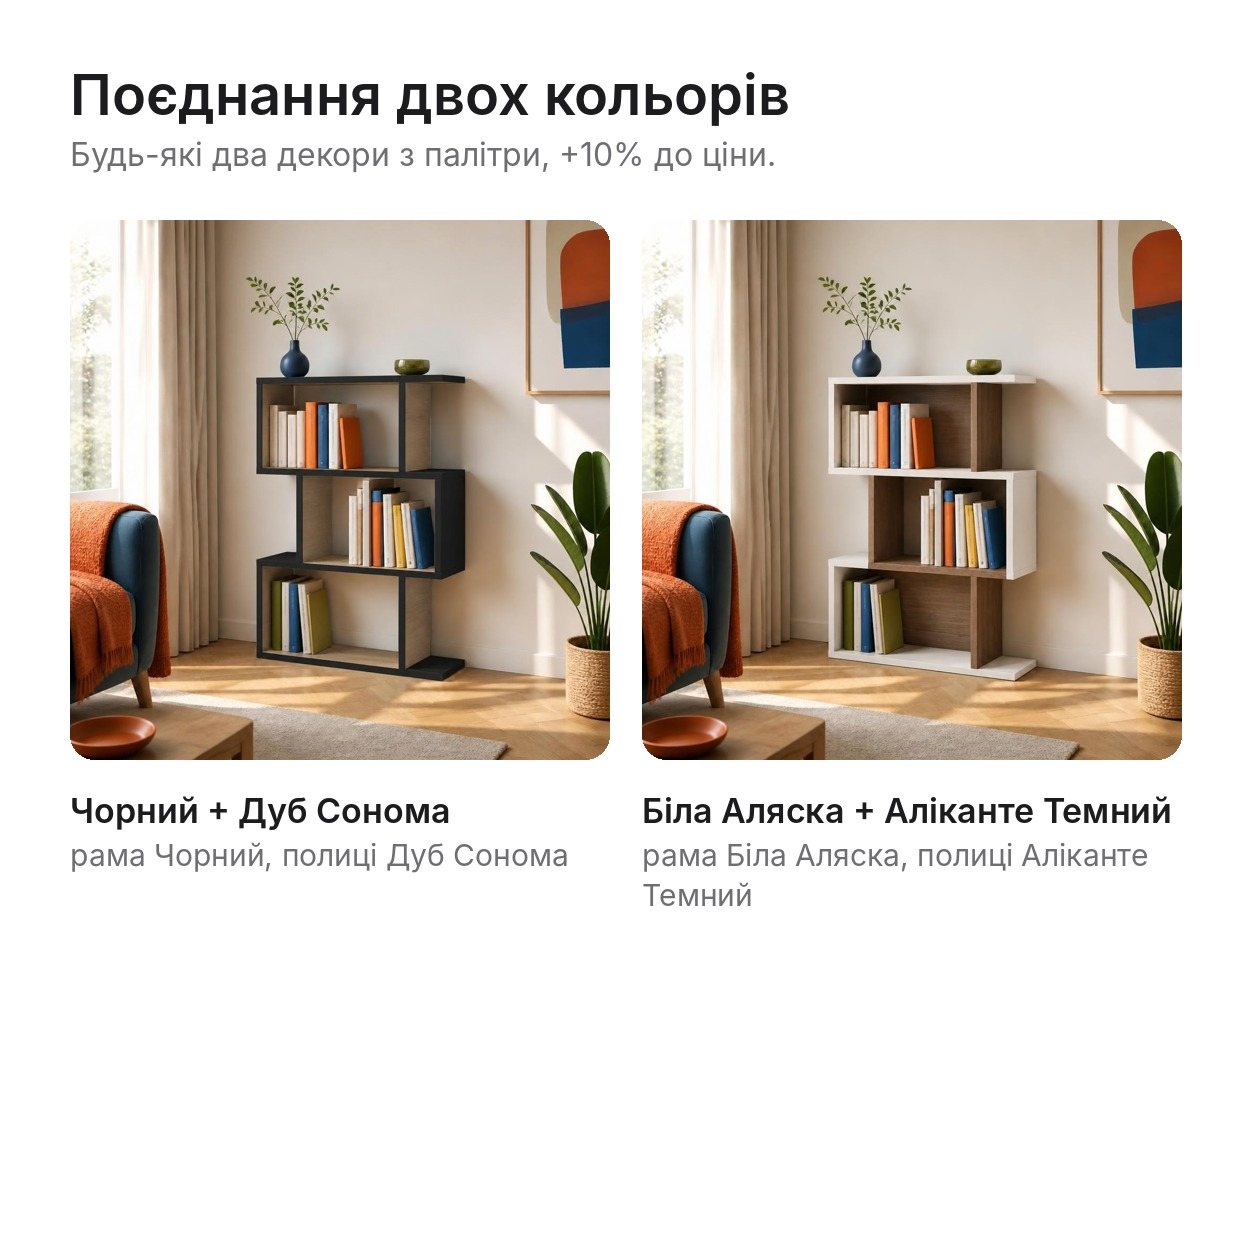 Поєднання двох кольорів
Будь-які два декори з палітри, +10% до ціни.
Чорний + Дуб Сонома
рама Чорний, полиці Дуб Сонома
Біла Аляска + Аліканте Темний
рама Біла Аляска, полиці Аліканте
Темний